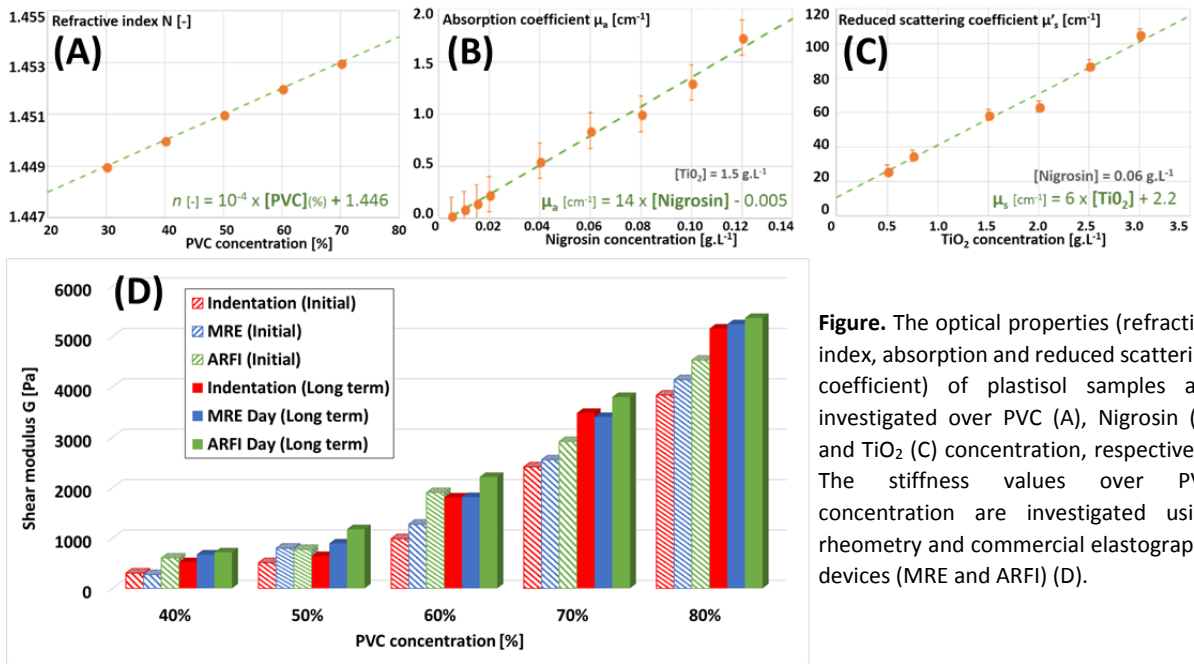 Refractive index N [-]
(A)
1.455
1.453
1.451
1.449
1.447
n [-] = 10⁻⁴ x [PVC](%) + 1.446
20 30 40 50 60 70 80
PVC concentration [%]
Absorption coefficient μa [cm⁻¹]
(B)
2.0
1.5
1.0
0.5
0.0
[TiO₂] = 1.5 g.L⁻¹
μa [cm⁻¹] = 14 x [Nigrosin] - 0.005
0.00 0.02 0.04 0.06 0.08 0.10 0.12 0.14
Nigrosin concentration [g.L⁻¹]
Reduced scattering coefficient μ's [cm⁻¹]
(C)
120
100
80
60
40
20
0
[Nigrosin] = 0.06 g.L⁻¹
μs [cm⁻¹] = 6 x [TiO₂] + 2.2
0 0.5 1.0 1.5 2.0 2.5 3.0 3.5
TiO₂ concentration [g.L⁻¹]
(D)
Shear modulus G [Pa]
6000
5000
4000
3000
2000
1000
0
Indentation (Initial)
MRE (Initial)
ARFI (Initial)
Indentation (Long term)
MRE Day (Long term)
ARFI Day (Long term)
40% 50% 60% 70% 80%
PVC concentration [%]
Figure. The optical properties (refracti
index, absorption and reduced scatteri
coefficient) of plastisol samples a
investigated over PVC (A), Nigrosin (
and TiO₂ (C) concentration, respective
The stiffness values over PV
concentration are investigated usi
rheometry and commercial elastograp
devices (MRE and ARFI) (D).